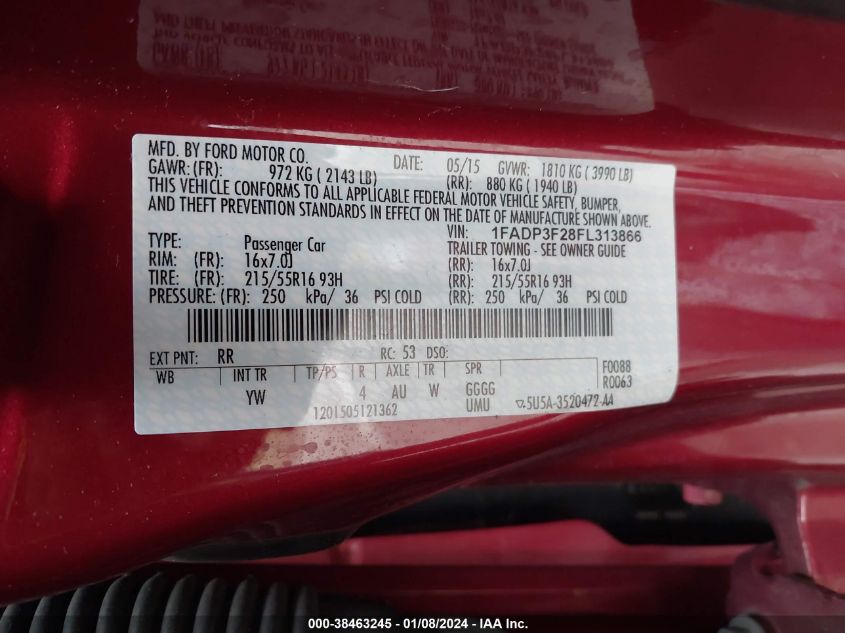 MFD. BY FORD MOTOR CO. DATE: 05/15 GVWR: 1810 KG ( 3990 LB)
GAWR: (FR): 972 KG ( 2143 LB) (RR): 880 KG ( 1940 LB)
THIS VEHICLE CONFORMS TO ALL APPLICABLE FEDERAL MOTOR VEHICLE SAFETY, BUMPER,
AND THEFT PREVENTION STANDARDS IN EFFECT ON THE DATE OF MANUFACTURE SHOWN ABOVE.
VIN: 1FADP3F28FL313866
TYPE: Passenger Car TRAILER TOWING - SEE OWNER GUIDE
RIM: (FR): 16x7.0J (RR): 16x7.0J
TIRE: (FR): 215/55R16 93H (RR): 215/55R16 93H
PRESSURE: (FR): 250 kPa/ 36 PSI COLD (RR): 250 kPa/ 36 PSI COLD
EXT PNT: RR RC: 53 DSO:
WB INT TR TP/PS R AXLE TR SPR F0088
YW 4 AU W GGGG R0063
1201505121362 UMU ▽-5U5A-3520472-AA
000-38463245 - 01/08/2024 - IAA Inc.